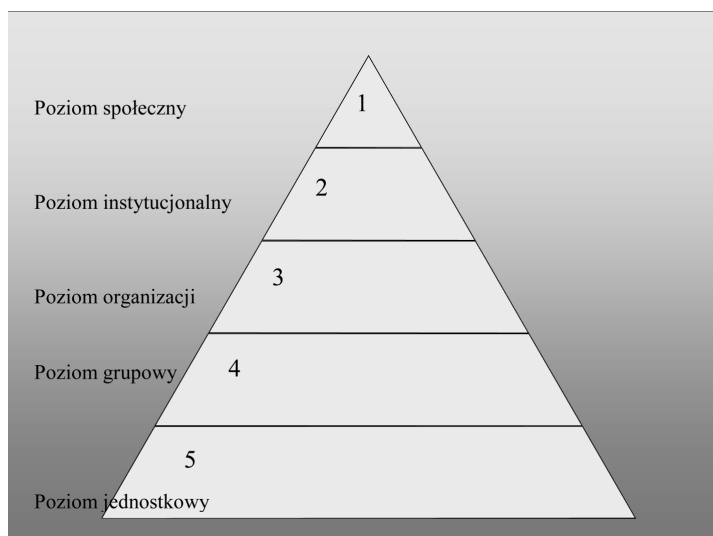 1
Poziom społeczny
2
Poziom instytucjonalny
3
Poziom organizacji
4
Poziom grupowy
5
Poziom jednostkowy